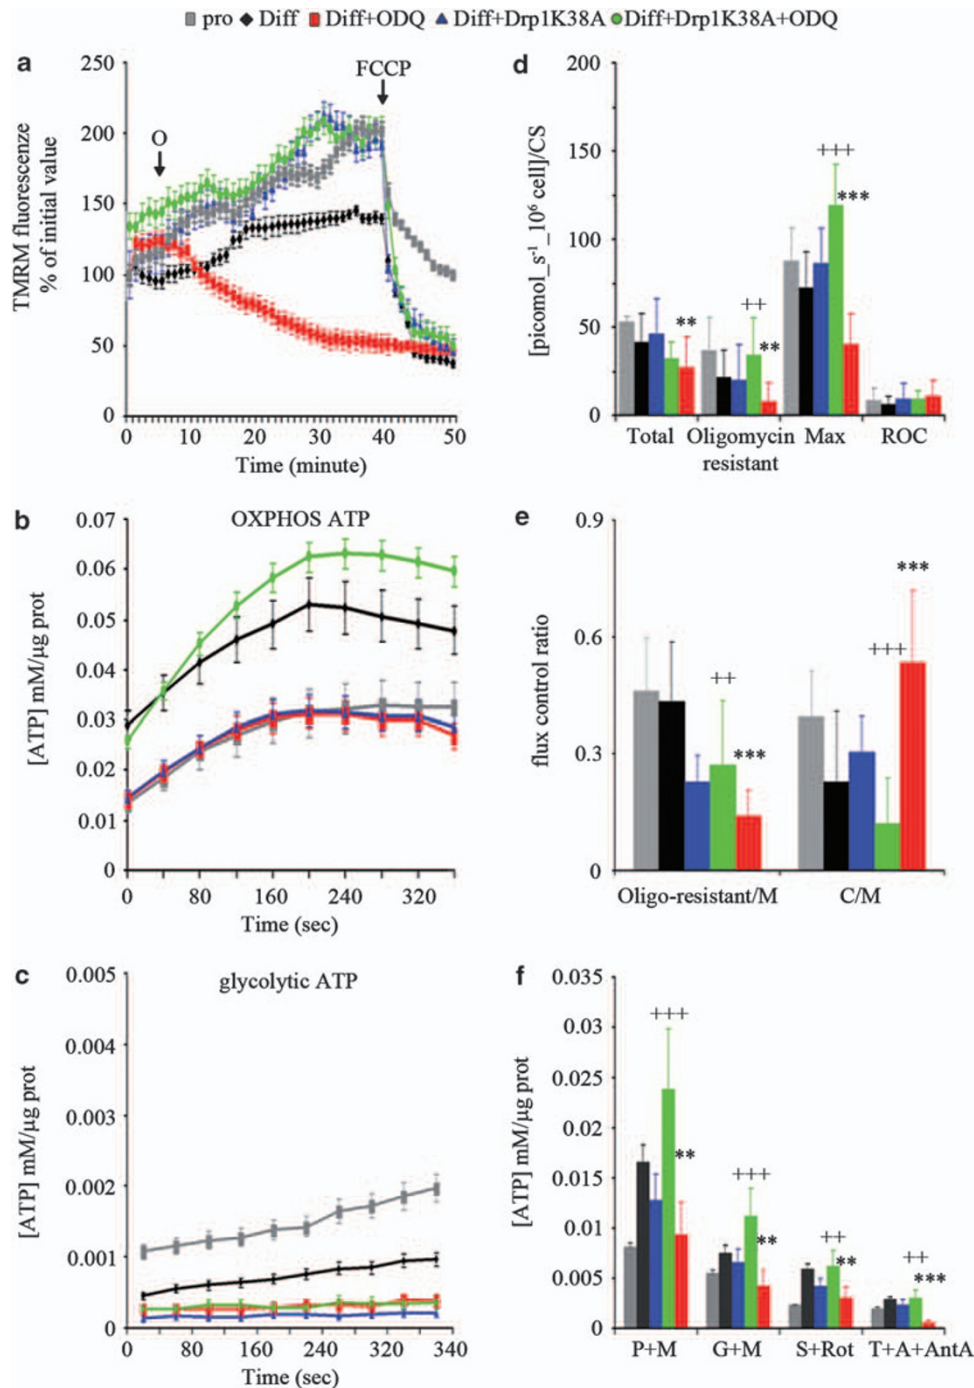 pro Diff Diff+ODQ Diff+Drp1K38A Diff+Drp1K38A+ODQ
a
TMRM fluorescenze
% of initial value
250
200
150
100
50
0
O
FCCP
0 10 20 30 40 50
Time (minute)
d
[picomol_s⁻¹_10⁶ cell]/CS
200
150
100
50
0
**
++
**
+++
***
Total Oligomycin Max ROC
resistant
b
OXPHOS ATP
[ATP] mM/µg prot
0.07
0.06
0.05
0.04
0.03
0.02
0.01
0
0 80 160 240 320
Time (sec)
e
flux control ratio
0.9
0.6
0.3
0
++
***
+++
***
Oligo-resistant/M C/M
c
glycolytic ATP
[ATP] mM/µg prot
0.005
0.004
0.003
0.002
0.001
0
0 80 160 240 320 340
Time (sec)
f
[ATP] mM/µg prot
0.035
0.03
0.025
0.02
0.015
0.01
0.005
0
+++
**
+++
**
++
**
++
***
P+M G+M S+Rot T+A+AntA